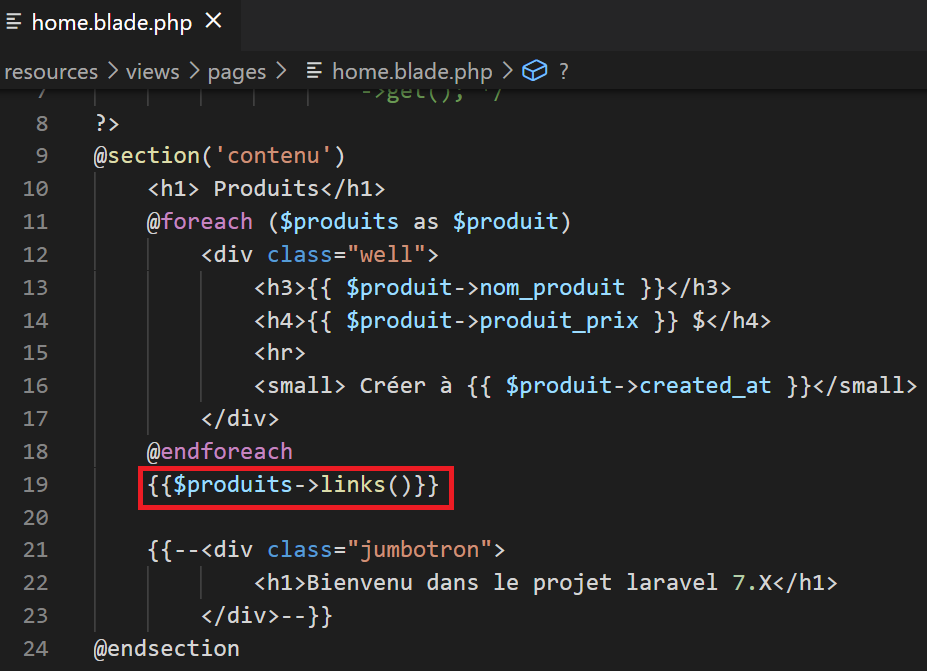 home.blade.php ×
resources > views > pages > home.blade.php > ?
7 ->get(); */
8 ?>
9 @section('contenu')
10 <h1> Produits</h1>
11 @foreach ($produits as $produit)
12 <div class="well">
13 <h3>{{ $produit->nom_produit }}</h3>
14 <h4>{{ $produit->produit_prix }} $</h4>
15 <hr>
16 <small> Créer à {{ $produit->created_at }}</small>
17 </div>
18 @endforeach
19 {{$produits->links()}}
20
21 {{--<div class="jumbotron">
22 <h1>Bienvenu dans le projet laravel 7.X</h1>
23 </div>--}}
24 @endsection